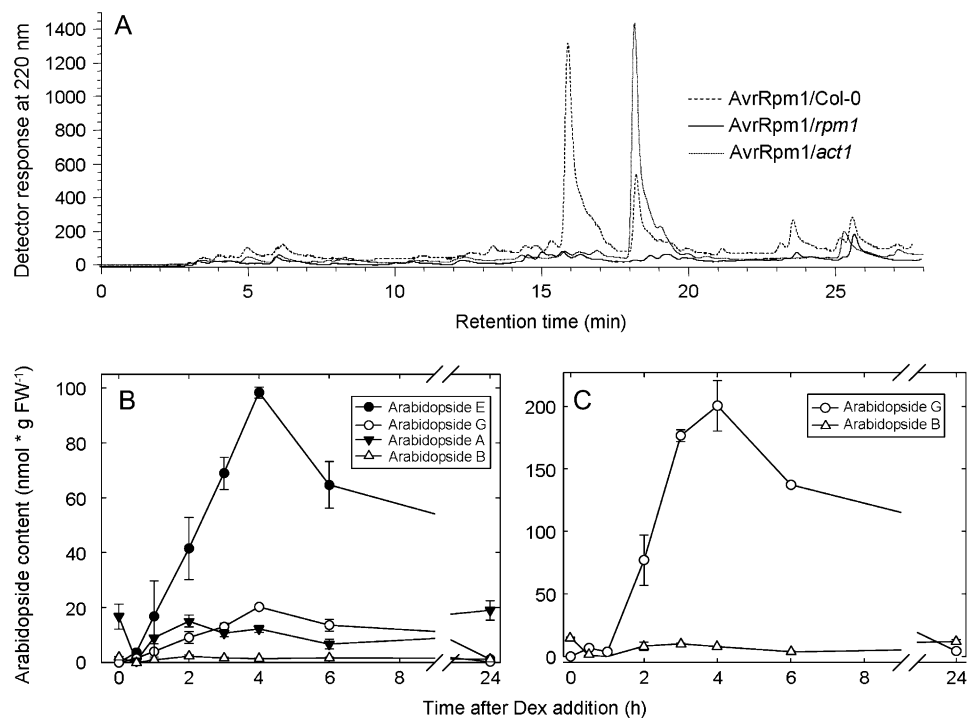 A
Detector response at 220 nm
1400
1200
1000
800
600
400
200
0
AvrRpm1/Col-0
AvrRpm1/rpm1
AvrRpm1/act1
0 5 10 15 20 25
Retention time (min)
Arabidopside content (nmol * g FW⁻¹)
B
100
80
60
40
20
0
Arabidopside E
Arabidopside G
Arabidopside A
Arabidopside B
0 2 4 6 8 24
C
200
150
100
50
0
Arabidopside G
Arabidopside B
0 2 4 6 8 24
Time after Dex addition (h)